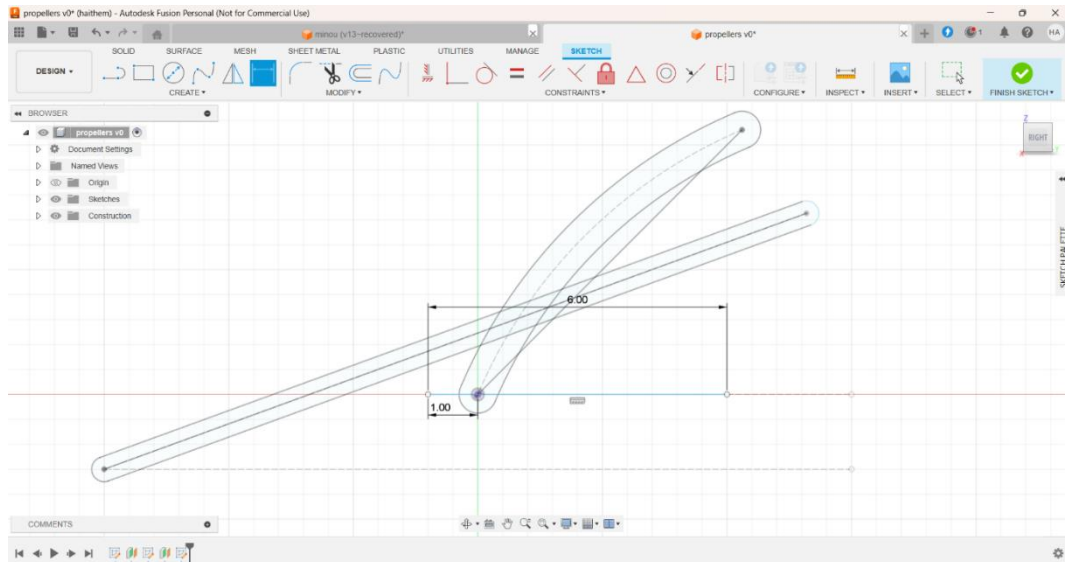 propellers v0* (haithem) - Autodesk Fusion Personal (Not for Commercial Use)
minou (v13-recovered)*
propellers v0*
1
HA
SOLID SURFACE MESH SHEET METAL PLASTIC UTILITIES MANAGE SKETCH
DESIGN
CREATE MODIFY CONSTRAINTS CONFIGURE INSPECT INSERT SELECT FINISH SKETCH
BROWSER
propellers v0
Document Settings
Named Views
Origin
Sketches
Construction
Z
RIGHT
X
SKETCH PALETTE
6.00
1.00
COMMENTS